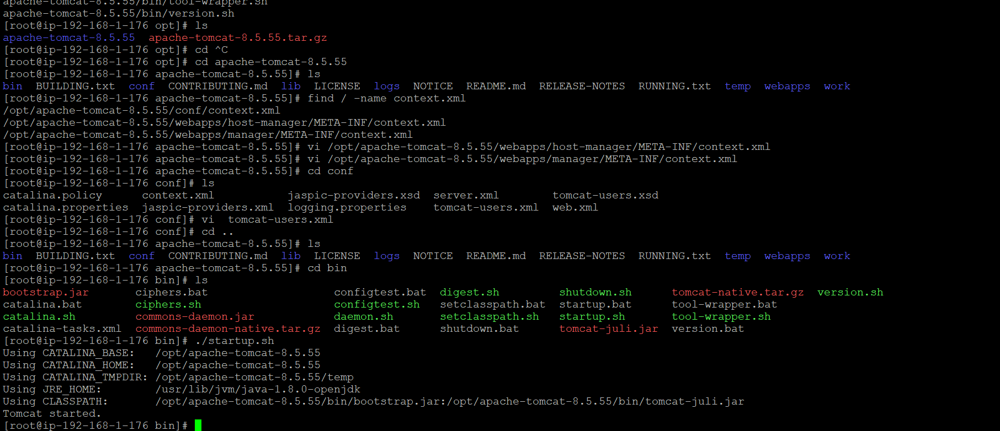 apache-tomcat-8.5.55/bin/tool-wrapper.sh
apache-tomcat-8.5.55/bin/version.sh
[root@ip-192-168-1-176 opt]# ls
apache-tomcat-8.5.55  apache-tomcat-8.5.55.tar.gz
[root@ip-192-168-1-176 opt]# cd ^C
[root@ip-192-168-1-176 opt]# cd apache-tomcat-8.5.55
[root@ip-192-168-1-176 apache-tomcat-8.5.55]# ls
bin  BUILDING.txt  conf  CONTRIBUTING.md  lib  LICENSE  logs  NOTICE  README.md  RELEASE-NOTES  RUNNING.txt  temp  webapps  work
[root@ip-192-168-1-176 apache-tomcat-8.5.55]# find / -name context.xml
/opt/apache-tomcat-8.5.55/conf/context.xml
/opt/apache-tomcat-8.5.55/webapps/host-manager/META-INF/context.xml
/opt/apache-tomcat-8.5.55/webapps/manager/META-INF/context.xml
[root@ip-192-168-1-176 apache-tomcat-8.5.55]# vi /opt/apache-tomcat-8.5.55/webapps/host-manager/META-INF/context.xml
[root@ip-192-168-1-176 apache-tomcat-8.5.55]# vi /opt/apache-tomcat-8.5.55/webapps/manager/META-INF/context.xml
[root@ip-192-168-1-176 apache-tomcat-8.5.55]# cd conf
[root@ip-192-168-1-176 conf]# ls
catalina.policy      context.xml           jaspic-providers.xsd  server.xml        tomcat-users.xsd
catalina.properties  jaspic-providers.xml  logging.properties    tomcat-users.xml  web.xml
[root@ip-192-168-1-176 conf]# vi  tomcat-users.xml
[root@ip-192-168-1-176 conf]# cd ..
[root@ip-192-168-1-176 apache-tomcat-8.5.55]# ls
bin  BUILDING.txt  conf  CONTRIBUTING.md  lib  LICENSE  logs  NOTICE  README.md  RELEASE-NOTES  RUNNING.txt  temp  webapps  work
[root@ip-192-168-1-176 apache-tomcat-8.5.55]# cd bin
[root@ip-192-168-1-176 bin]# ls
bootstrap.jar       ciphers.bat                   configtest.bat  digest.sh        shutdown.sh      tomcat-native.tar.gz  version.sh
catalina.bat        ciphers.sh                    configtest.sh   setclasspath.bat startup.bat      tool-wrapper.bat
catalina.sh         commons-daemon.jar            daemon.sh       setclasspath.sh  startup.sh       tool-wrapper.sh
catalina-tasks.xml  commons-daemon-native.tar.gz  digest.bat      shutdown.bat     tomcat-juli.jar  version.bat
[root@ip-192-168-1-176 bin]# ./startup.sh
Using CATALINA_BASE:   /opt/apache-tomcat-8.5.55
Using CATALINA_HOME:   /opt/apache-tomcat-8.5.55
Using CATALINA_TMPDIR: /opt/apache-tomcat-8.5.55/temp
Using JRE_HOME:        /usr/lib/jvm/java-1.8.0-openjdk
Using CLASSPATH:       /opt/apache-tomcat-8.5.55/bin/bootstrap.jar:/opt/apache-tomcat-8.5.55/bin/tomcat-juli.jar
Tomcat started.
[root@ip-192-168-1-176 bin]#